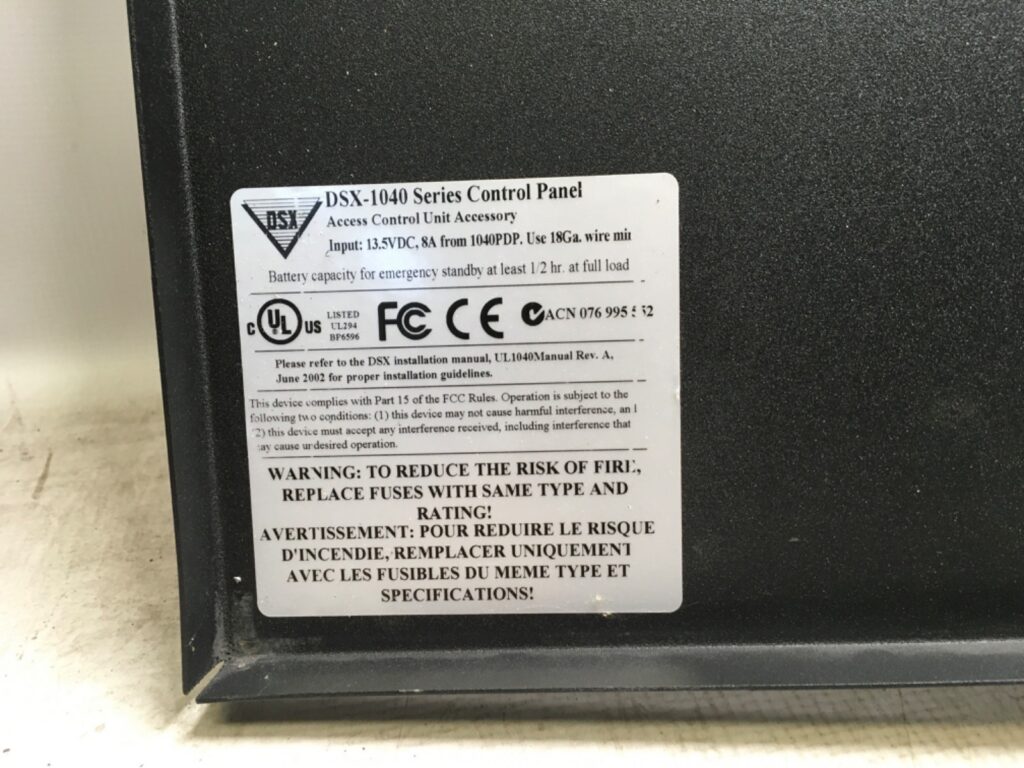 DSX
DSX-1040 Series Control Panel
Access Control Unit Accessory
Input: 13.5VDC, 8A from 1040PDP. Use 18Ga. wire
Battery capacity for emergency standby at least 1/2 hr. at full load
C UL US
LISTED
UL294
BP6596
FC CE
ACN 076 995
Please refer to the DSX installation manual, UL1040Manual Rev. A,
June 2002 for proper installation guidelines.
This device complies with Part 15 of the FCC Rules. Operation is subject to the
following two conditions: (1) this device may not cause harmful interference,
2) this device must accept any interference received, including interference that
cause undesired operation.
WARNING: TO REDUCE THE RISK OF FIRE,
REPLACE FUSES WITH SAME TYPE AND
RATING!
AVERTISSEMENT: POUR REDUIRE LE RISQUE
D'INCENDIE, REMPLACER UNIQUEMENT
AVEC LES FUSIBLES DU MEME TYPE ET
SPECIFICATIONS!